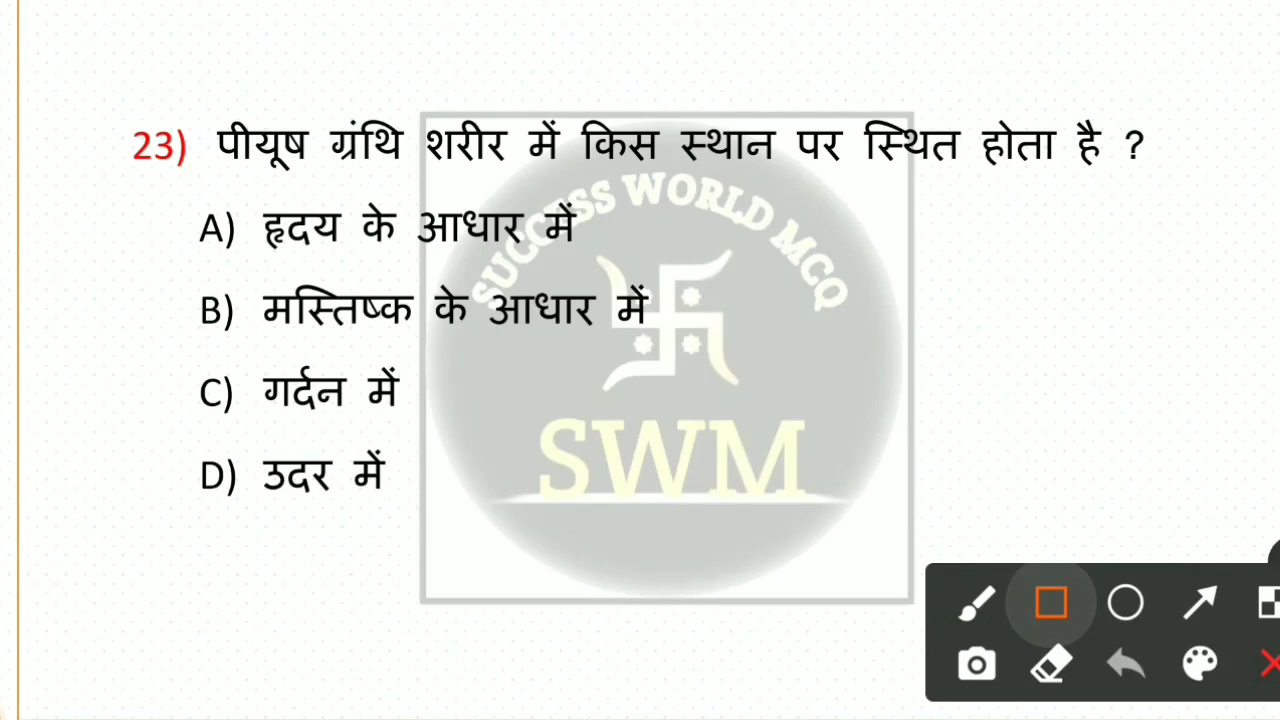 23) पीयूष ग्रंथि शरीर में किस स्थान पर स्थित होता है ?
A) हृदय के आधार में
B) मस्तिष्क के आधार में
C) गर्दन में
D) उदर में
SUCCESS WORLD MCQ
SWM